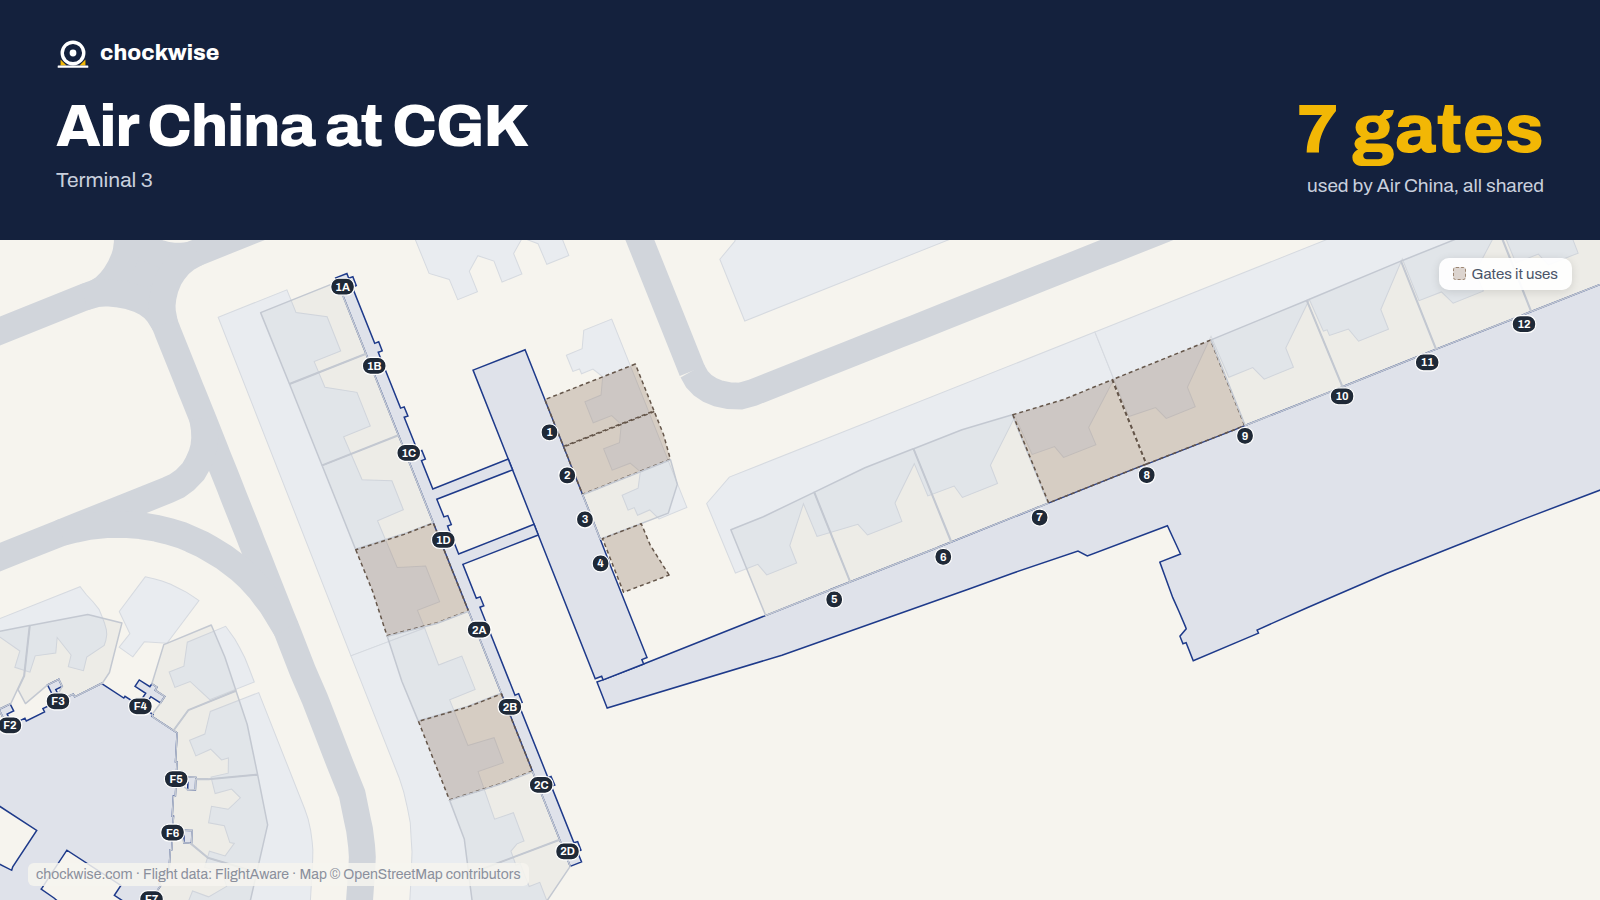 chockwise
Air China at CGK
Terminal 3
7 gates
used by Air China, all shared
Gates it uses
1A
1B
1C
1D
2A
2B
2C
2D
1
2
3
4
5
6
7
8
9
10
11
12
F2
F3
F4
F5
F6
F7
chockwise.com · Flight data: FlightAware · Map © OpenStreetMap contributors